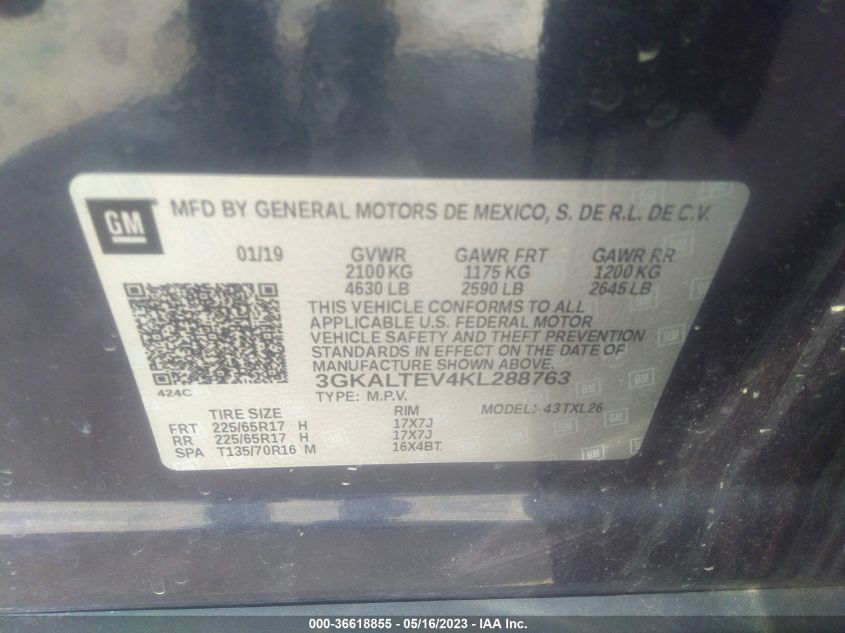 GM MFD BY GENERAL MOTORS DE MEXICO, S. DE R.L. DE C.V.
01/19 GVWR GAWR FRT GAWR RR
2100 KG 1175 KG 1200 KG
4630 LB 2590 LB 2645 LB
THIS VEHICLE CONFORMS TO ALL
APPLICABLE U.S. FEDERAL MOTOR
VEHICLE SAFETY AND THEFT PREVENTION
STANDARDS IN EFFECT ON THE DATE OF
MANUFACTURE SHOWN ABOVE.
424C
3GKALTEV4KL288763
TYPE: M.P.V.
TIRE SIZE RIM MODEL: 43TXL26
FRT 225/65R17 H 17X7J
RR 225/65R17 H 17X7J
SPA T135/70R16 M 16X4BT
000-36618855 - 05/16/2023 - IAA Inc.